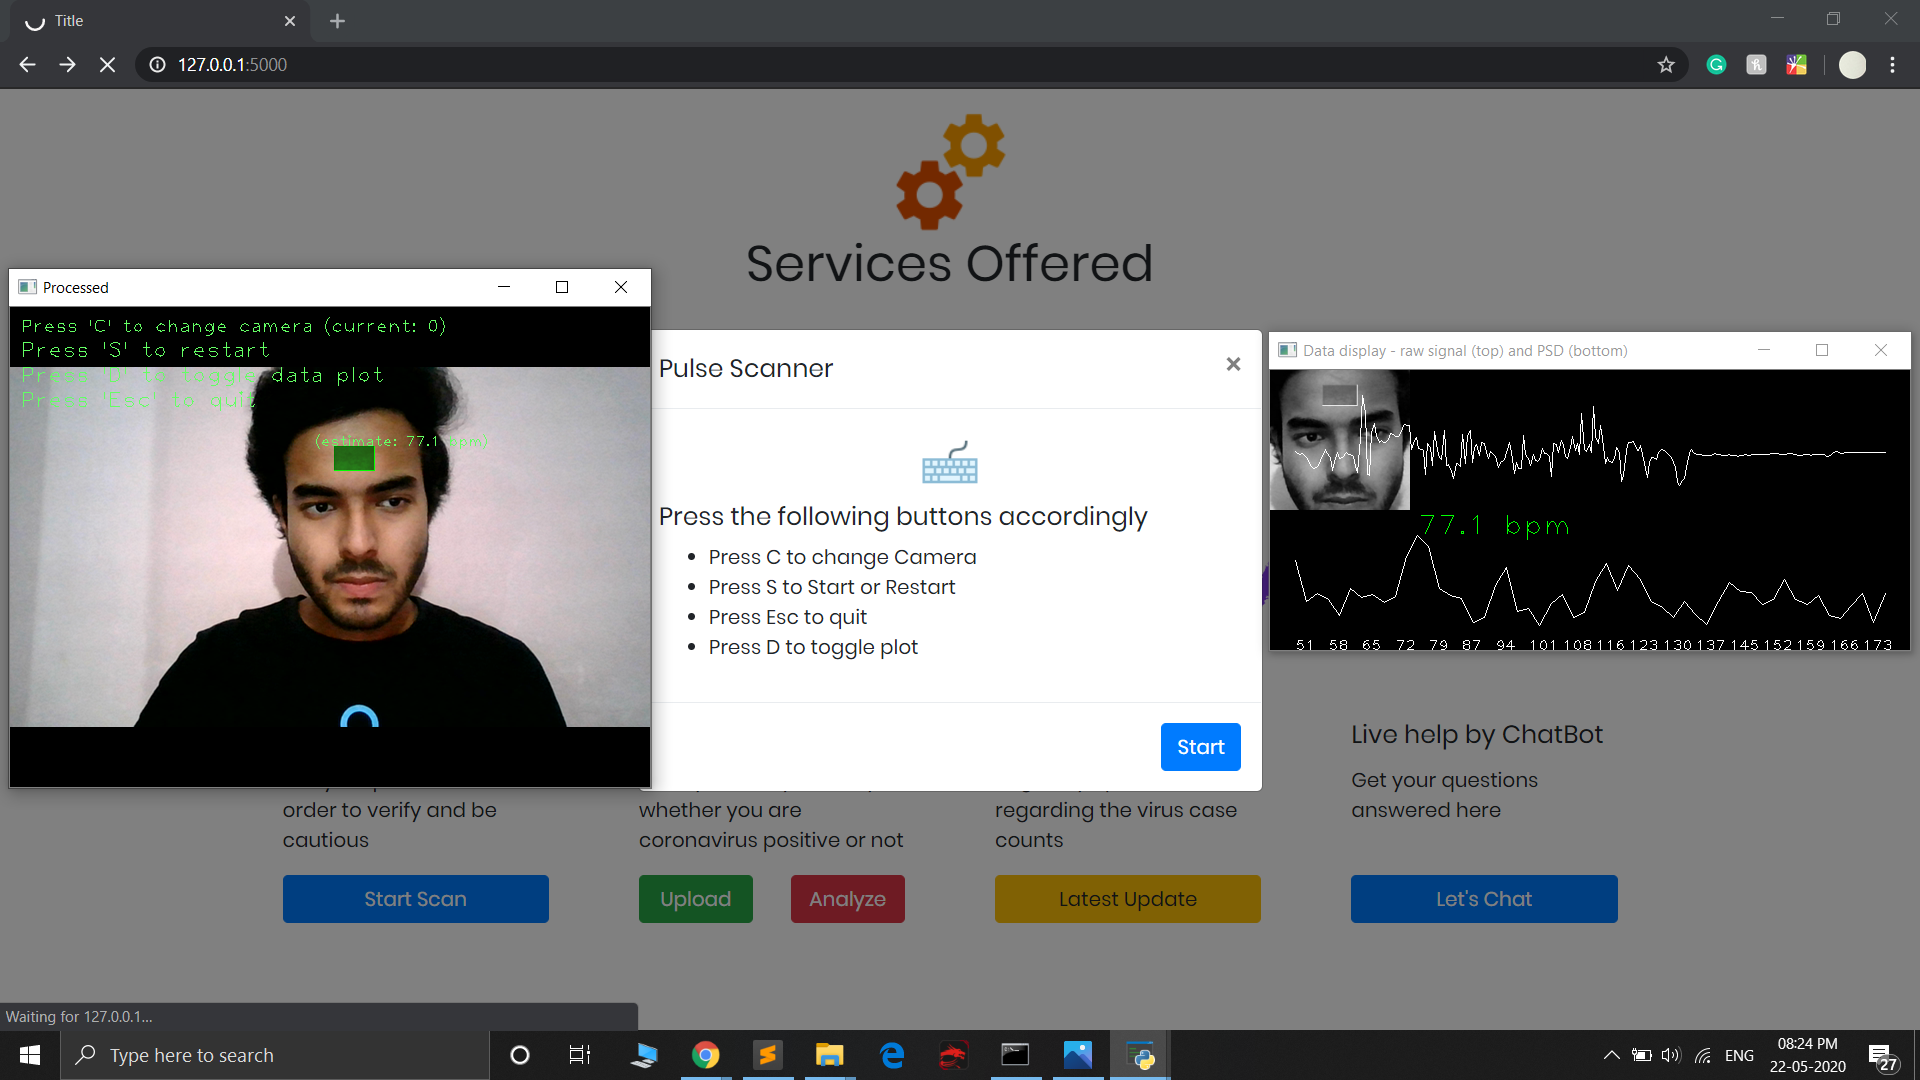 Title
127.0.0.1:5000
Services Offered
Processed
Press 'C' to change camera (current: 0)
Press 'S' to restart
Press 'D' to toggle data plot
Press 'Esc' to quit
(estimate: 77.1 bpm)
Pulse Scanner
×
Press the following buttons accordingly
Press C to change Camera
Press S to Start or Restart
Press Esc to quit
Press D to toggle plot
Start
Data display - raw signal (top) and PSD (bottom)
77.1 bpm
51 58 65 72 79 87 94 101 108 116 123 130 137 145 152 159 166 173
order to verify and be
cautious
Start Scan
whether you are
coronavirus positive or not
Upload
Analyze
regarding the virus case
counts
Latest Update
Live help by ChatBot
Get your questions
answered here
Let's Chat
Waiting for 127.0.0.1...
Type here to search
ENG
08:24 PM
22-05-2020
27